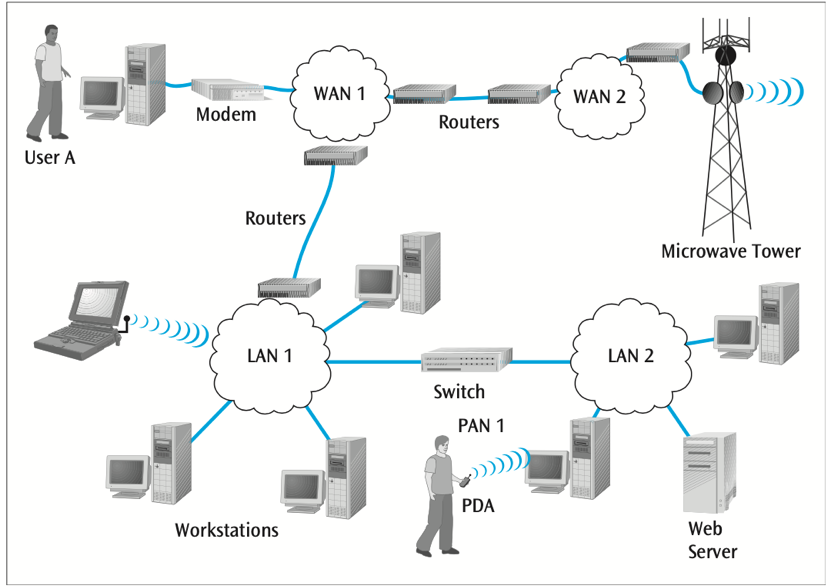 WAN 1
WAN 2
Modem
Routers
User A
Routers
Microwave Tower
LAN 1
LAN 2
Switch
PAN 1
PDA
Workstations
Web
Server